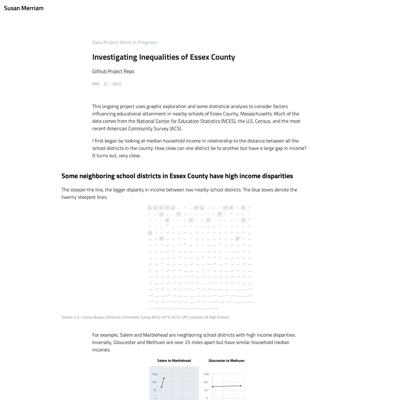 Susan Merriam
Data Project Work in Progress
Investigating Inequalities of Essex County
Github Project Repo
This ongoing project uses graphic exploration and some statistical analysis to consider factors
influencing educational attainment in nearby schools of Essex County, Massachusetts. Much of the
data comes from the National Center for Education Statistics (NCES), the U.S. Census, and the most
recent American Community Survey (ACS).
I first began by looking at median household income in relationship to the distance between all the
school districts in the county. How close can one district be to another but have a large gap in income?
It turns out, very close.
Some neighboring school districts in Essex County have high income disparities
The steeper the line, the bigger disparity in income between two nearby school districts. The blue boxes denote the
twenty steepest lines.
Source: U.S. Census Bureau, American Community Survey (ACS) 2015-2019, GPS Locations of High Schools
For example, Salem and Marblehead are neighboring school districts with high income disparities.
Inversely, Gloucester and Methuen are over 25 miles apart but have similar household median
incomes.
Salem to Marblehead
Gloucester to Methuen